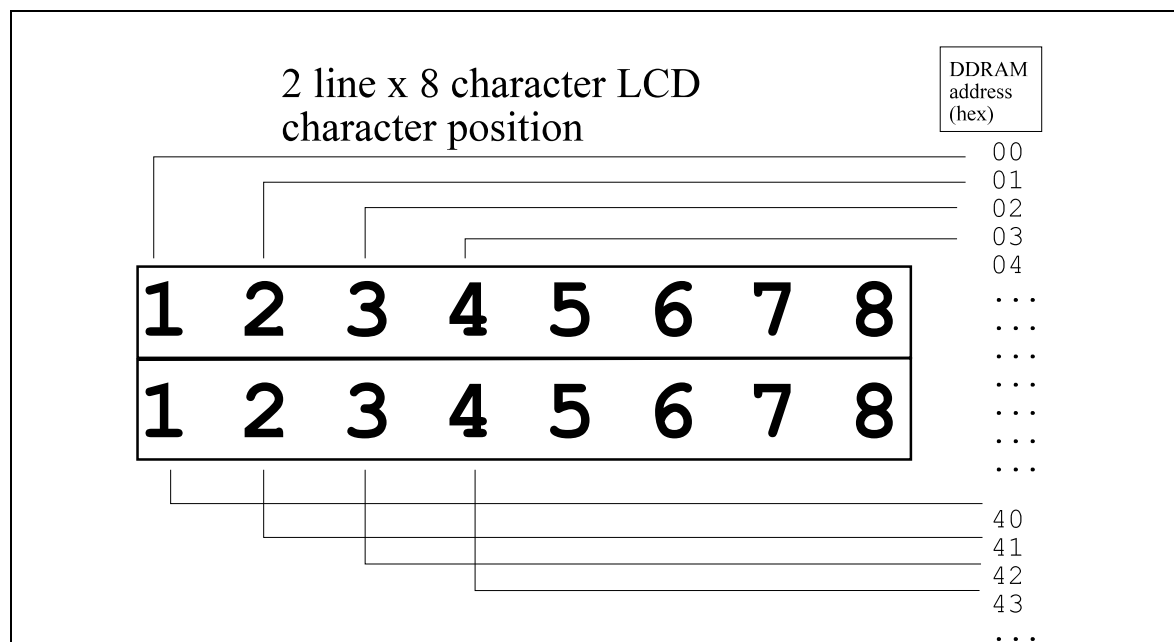 2 line x 8 character LCD
character position
DDRAM
address
(hex)
00
01
02
03
04
...
...
...
...
...
...
...
1 2 3 4 5 6 7 8
1 2 3 4 5 6 7 8
40
41
42
43
...